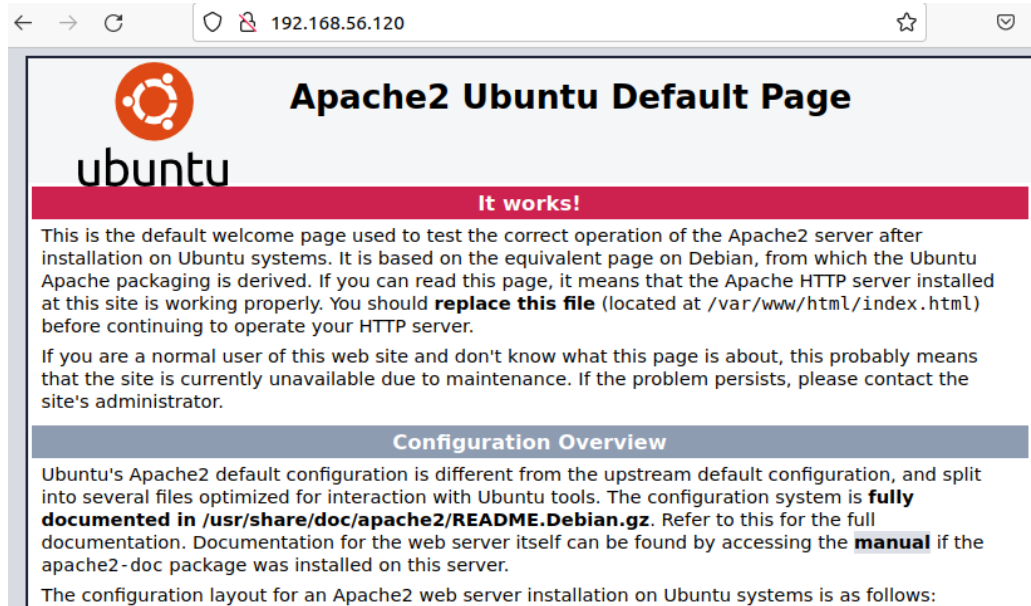 192.168.56.120
Apache2 Ubuntu Default Page
ubuntu
It works!
This is the default welcome page used to test the correct operation of the Apache2 server after
installation on Ubuntu systems. It is based on the equivalent page on Debian, from which the Ubuntu
Apache packaging is derived. If you can read this page, it means that the Apache HTTP server installed
at this site is working properly. You should replace this file (located at /var/www/html/index.html)
before continuing to operate your HTTP server.
If you are a normal user of this web site and don't know what this page is about, this probably means
that the site is currently unavailable due to maintenance. If the problem persists, please contact the
site's administrator.
Configuration Overview
Ubuntu's Apache2 default configuration is different from the upstream default configuration, and split
into several files optimized for interaction with Ubuntu tools. The configuration system is fully
documented in /usr/share/doc/apache2/README.Debian.gz. Refer to this for the full
documentation. Documentation for the web server itself can be found by accessing the manual if the
apache2-doc package was installed on this server.
The configuration layout for an Apache2 web server installation on Ubuntu systems is as follows: